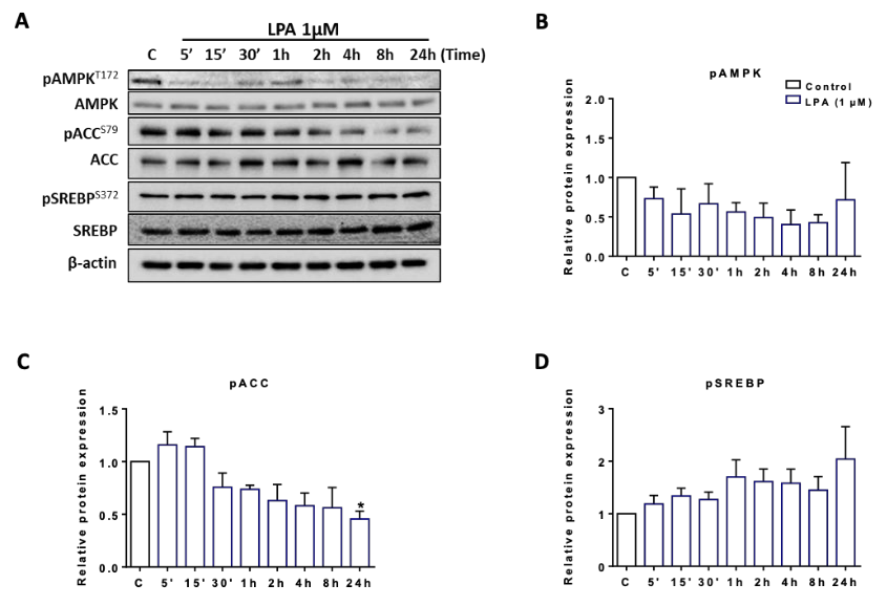 A
LPA 1µM
C 5’ 15’ 30’ 1h 2h 4h 8h 24h (Time)
pAMPKT172
AMPK
pACCS79
ACC
pSREBPS372
SREBP
β-actin
B
pAMPK
Control
LPA (1 µM)
Relative protein expression
2.0
1.5
1.0
0.5
0.0
C 5' 15' 30' 1h 2h 4h 8h 24h
C
pACC
Relative protein expression
1.5
1.0
0.5
0.0
*
C 5' 15' 30' 1h 2h 4h 8h 24h
D
pSREBP
Relative protein expression
3
2
1
0
C 5' 15' 30' 1h 2h 4h 8h 24h